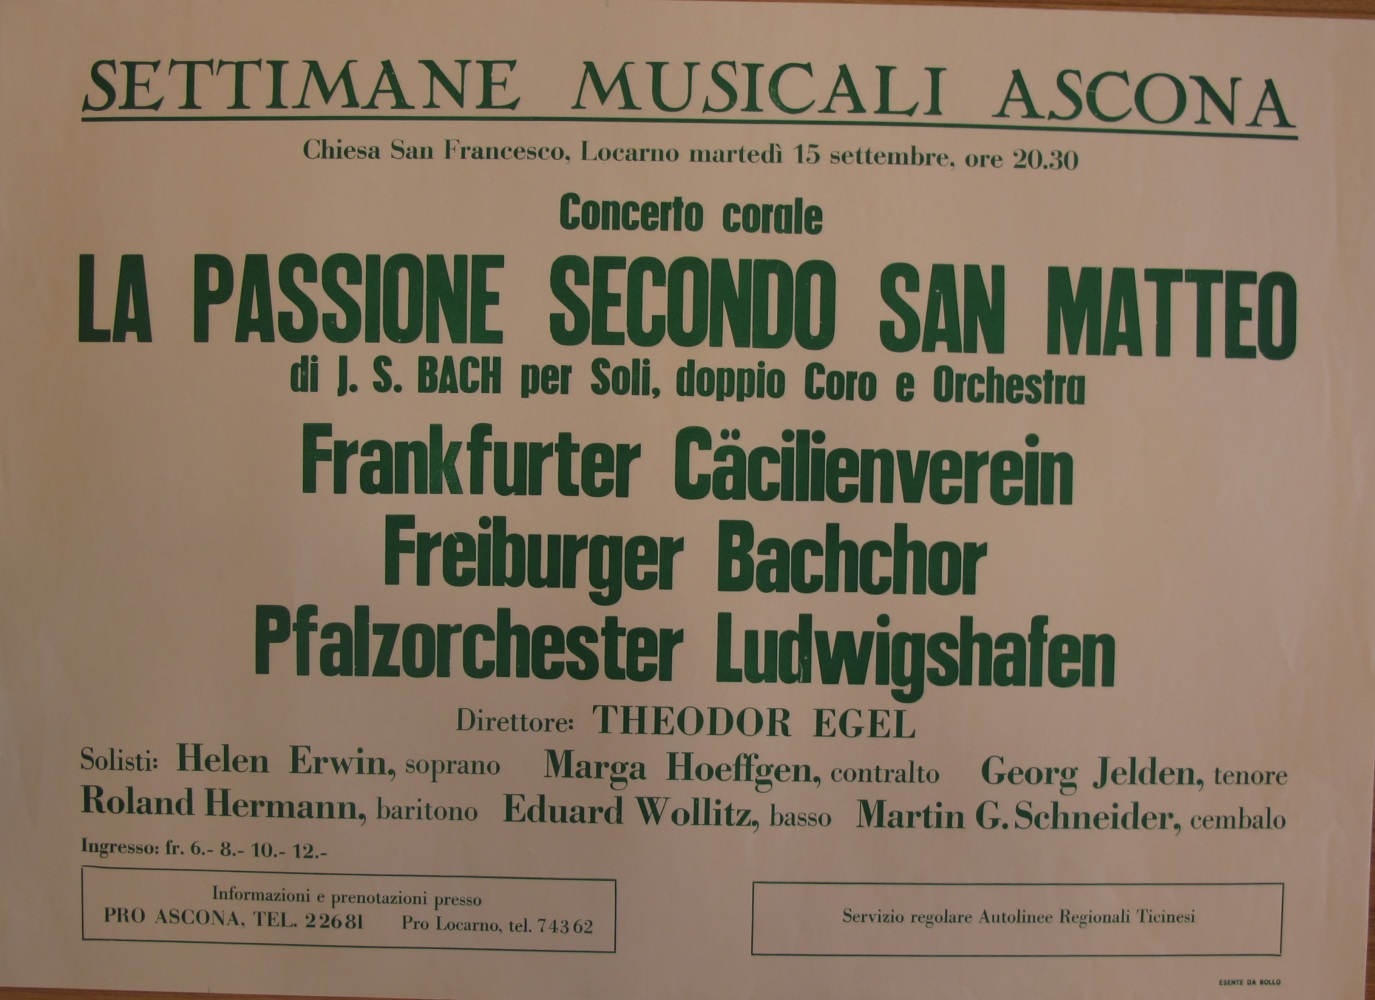 SETTIMANE MUSICALI ASCONA
Chiesa San Francesco, Locarno martedì 15 settembre, ore 20.30
Concerto corale
LA PASSIONE SECONDO SAN MATTEO
di J. S. BACH per Soli, doppio Coro e Orchestra
Frankfurter Cäcilienverein
Freiburger Bachchor
Pfalzorchester Ludwigshafen
Direttore: THEODOR EGEL
Solisti: Helen Erwin, soprano Marga Hoeffgen, contralto Georg Jelden, tenore
Roland Hermann, baritono Eduard Wollitz, basso Martin G. Schneider, cembalo
Ingresso: fr. 6.- 8.- 10.- 12.-
Informazioni e prenotazioni presso
PRO ASCONA, TEL. 22681 Pro Locarno, tel. 74362
Servizio regolare Autolinee Regionali Ticinesi
ESENTE DA BOLLO